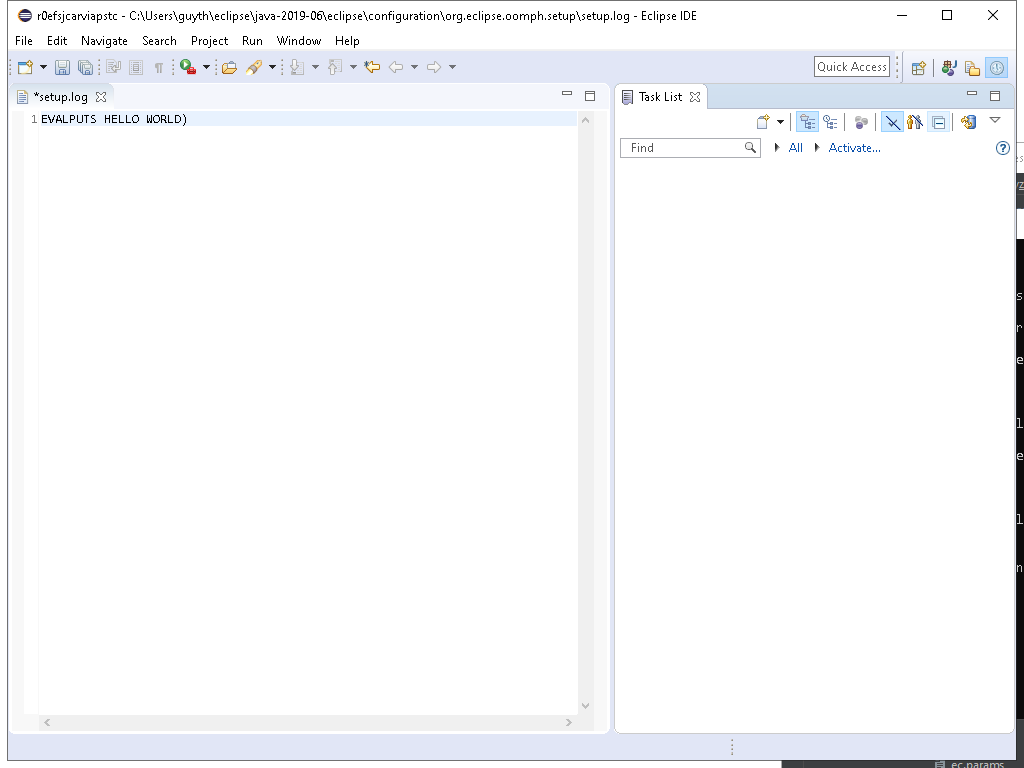 r0efsjcarviapstc - C:\Users\guyth\eclipse\java-2019-06\eclipse\configuration\org.eclipse.oomph.setup\setup.log - Eclipse IDE
File Edit Navigate Search Project Run Window Help
Quick Access
*setup.log
Task List
1 EVALPUTS HELLO WORLD)
Find All Activate...
ec.params